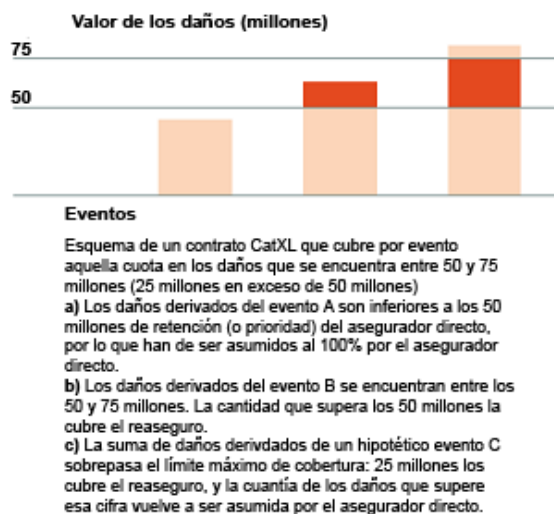 Valor de los daños (millones)
75
50
Eventos
Esquema de un contrato CatXL que cubre por evento
aquella cuota en los daños que se encuentra entre 50 y 75
millones (25 millones en exceso de 50 millones)
a) Los daños derivados del evento A son inferiores a los 50
millones de retención (o prioridad) del asegurador directo,
por lo que han de ser asumidos al 100% por el asegurador
directo.
b) Los daños derivados del evento B se encuentran entre los
50 y 75 millones. La cantidad que supera los 50 millones la
cubre el reaseguro.
c) La suma de daños derivdados de un hipotético evento C
sobrepasa el límite máximo de cobertura: 25 millones los
cubre el reaseguro, y la cuantía de los daños que supere
esa cifra vuelve a ser asumida por el asegurador directo.